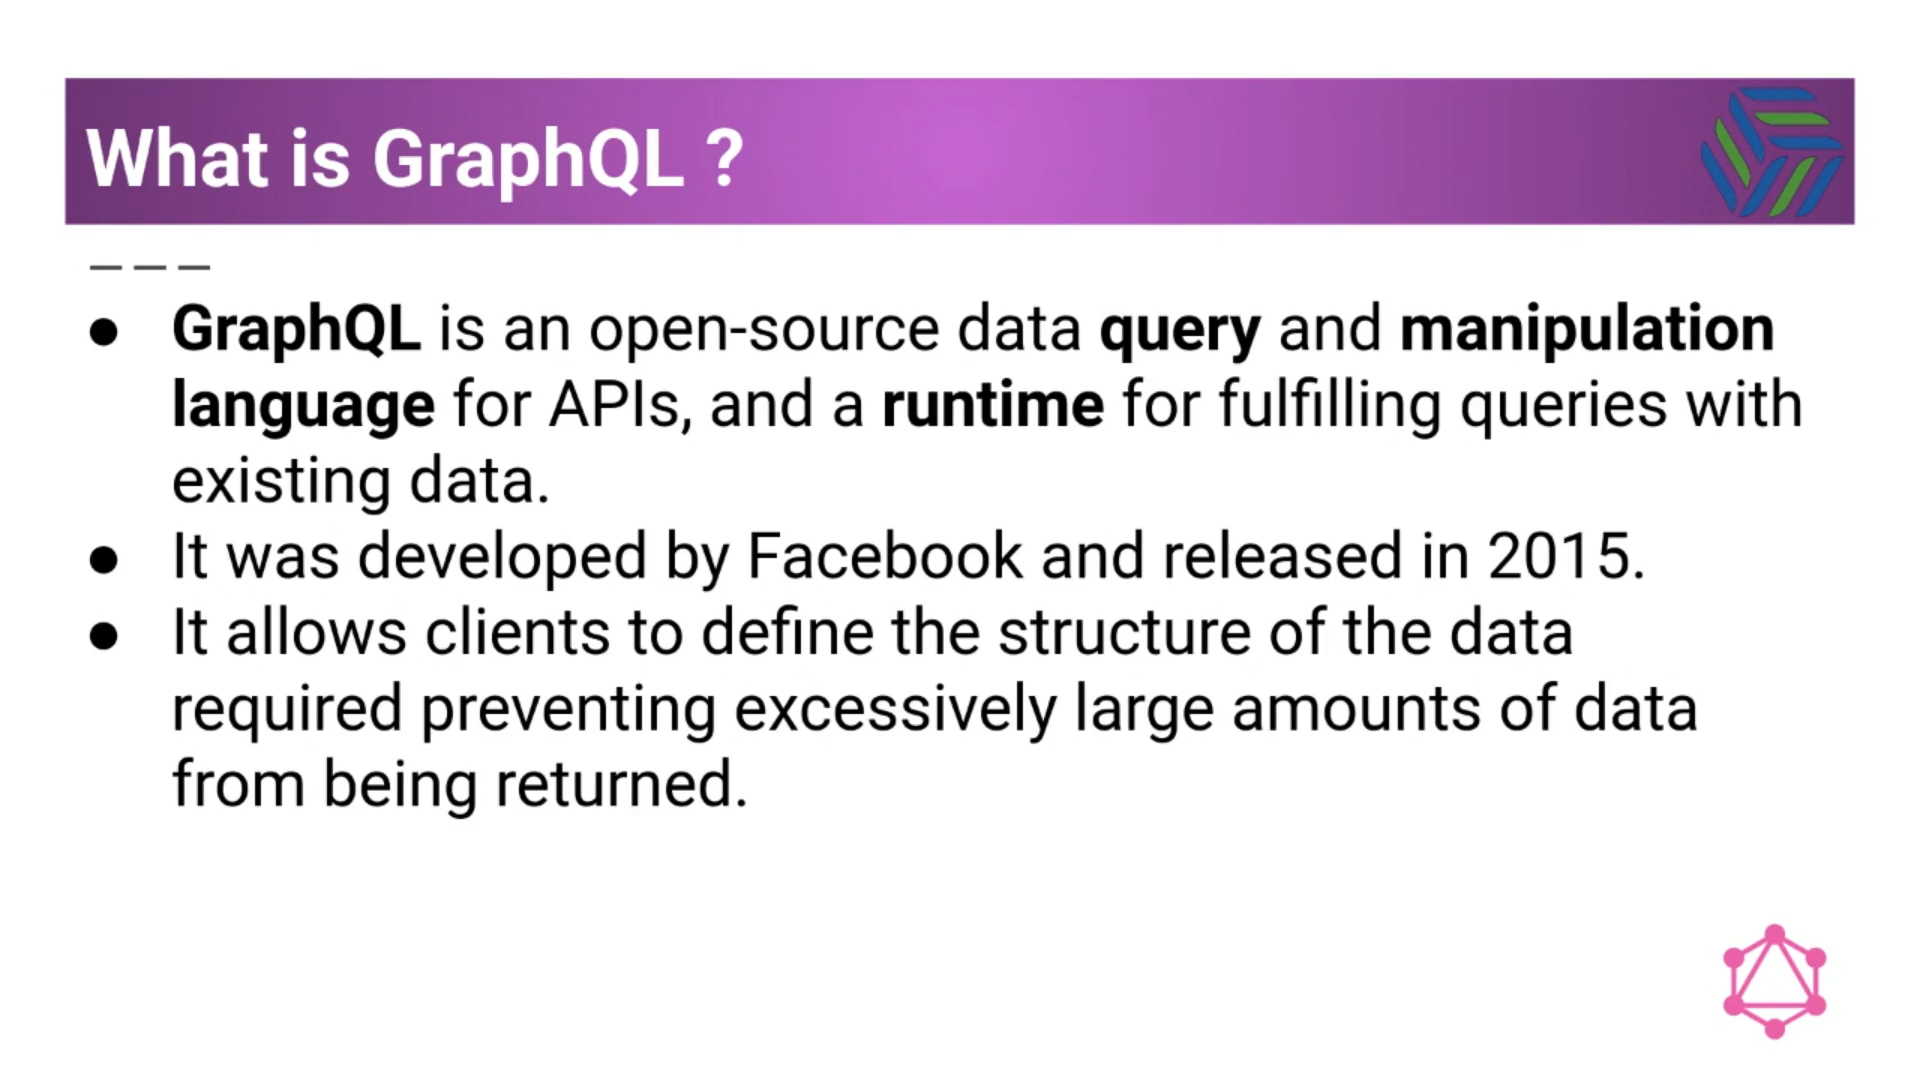 What is GraphQL ?
● GraphQL is an open-source data query and manipulation
language for APIs, and a runtime for fulfilling queries with
existing data.
● It was developed by Facebook and released in 2015.
● It allows clients to define the structure of the data
required preventing excessively large amounts of data
from being returned.